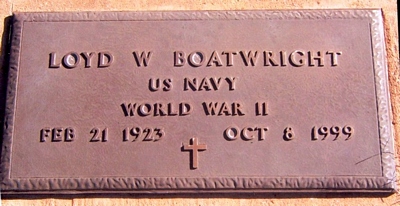 LOYD W BOATWRIGHT
US NAVY
WORLD WAR II
FEB 21 1923 OCT 8 1999